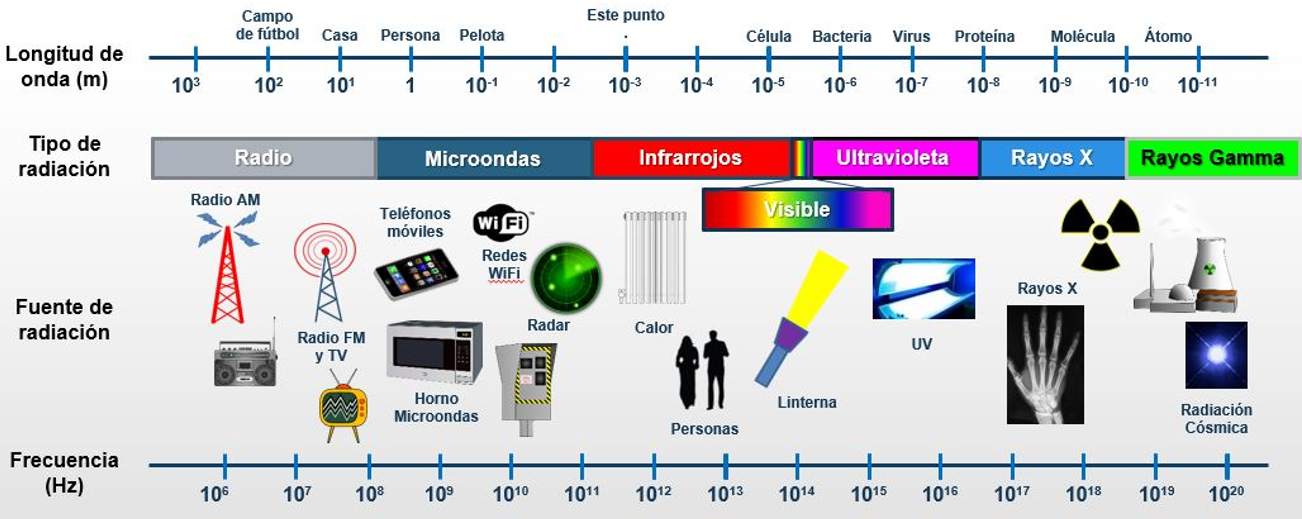 Este punto
.
Campo
de fútbol
Casa
Persona
Pelota
Célula
Bacteria
Virus
Proteína
Molécula
Átomo
Longitud de
onda (m)
10³ 10² 10¹ 1 10⁻¹ 10⁻² 10⁻³ 10⁻⁴ 10⁻⁵ 10⁻⁶ 10⁻⁷ 10⁻⁸ 10⁻⁹ 10⁻¹⁰ 10⁻¹¹
Tipo de
radiación
Radio
Microondas
Infrarrojos
Ultravioleta
Rayos X
Rayos Gamma
Visible
Fuente de
radiación
Radio AM
Radio FM
y TV
Teléfonos
móviles
WiFi™
Redes
WiFi
Radar
Horno
Microondas
Calor
Personas
Linterna
UV
Rayos X
Radiación
Cósmica
Frecuencia
(Hz)
10⁶ 10⁷ 10⁸ 10⁹ 10¹⁰ 10¹¹ 10¹² 10¹³ 10¹⁴ 10¹⁵ 10¹⁶ 10¹⁷ 10¹⁸ 10¹⁹ 10²⁰